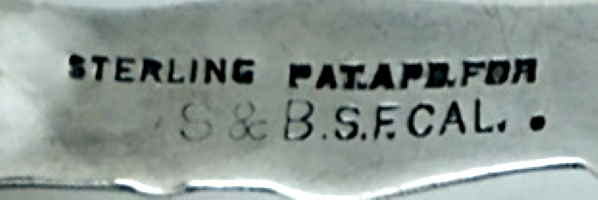 STERLING PAT.APD.FOR
S & B.S.F.CAL.